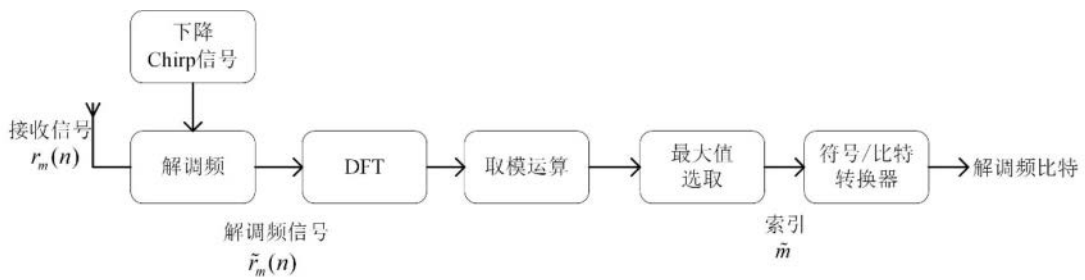 下降
Chirp信号
接收信号
r_m(n)
解调频
DFT
取模运算
最大值
选取
符号/比特
转换器
解调频比特
解调频信号
r̃_m(n)
索引
m̃